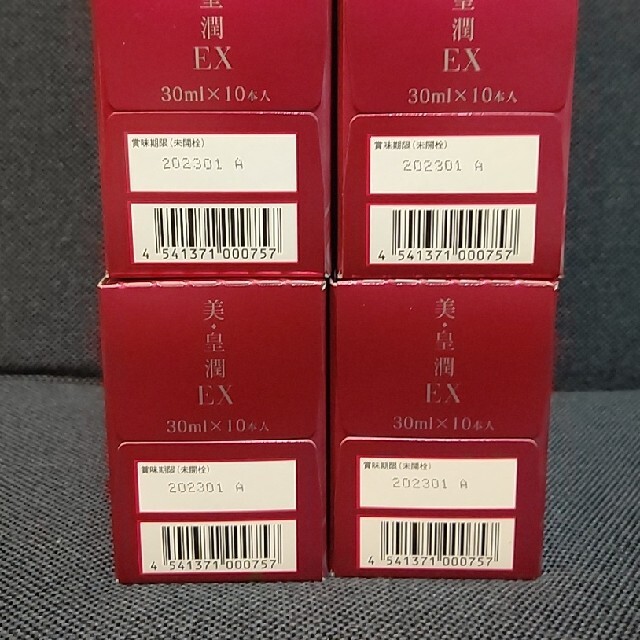 皇
潤
EX
30ml×10本入
賞味期限(未開栓)
202301 A
4 541371 000757
皇
潤
EX
30ml×10本入
賞味期限(未開栓)
202301 A
4 541371 000757
美・皇潤
EX
30ml×10本入
賞味期限(未開栓)
202301 A
4 541371 000757
美・皇潤
EX
30ml×10本入
賞味期限(未開栓)
202301 A
4 541371 000757